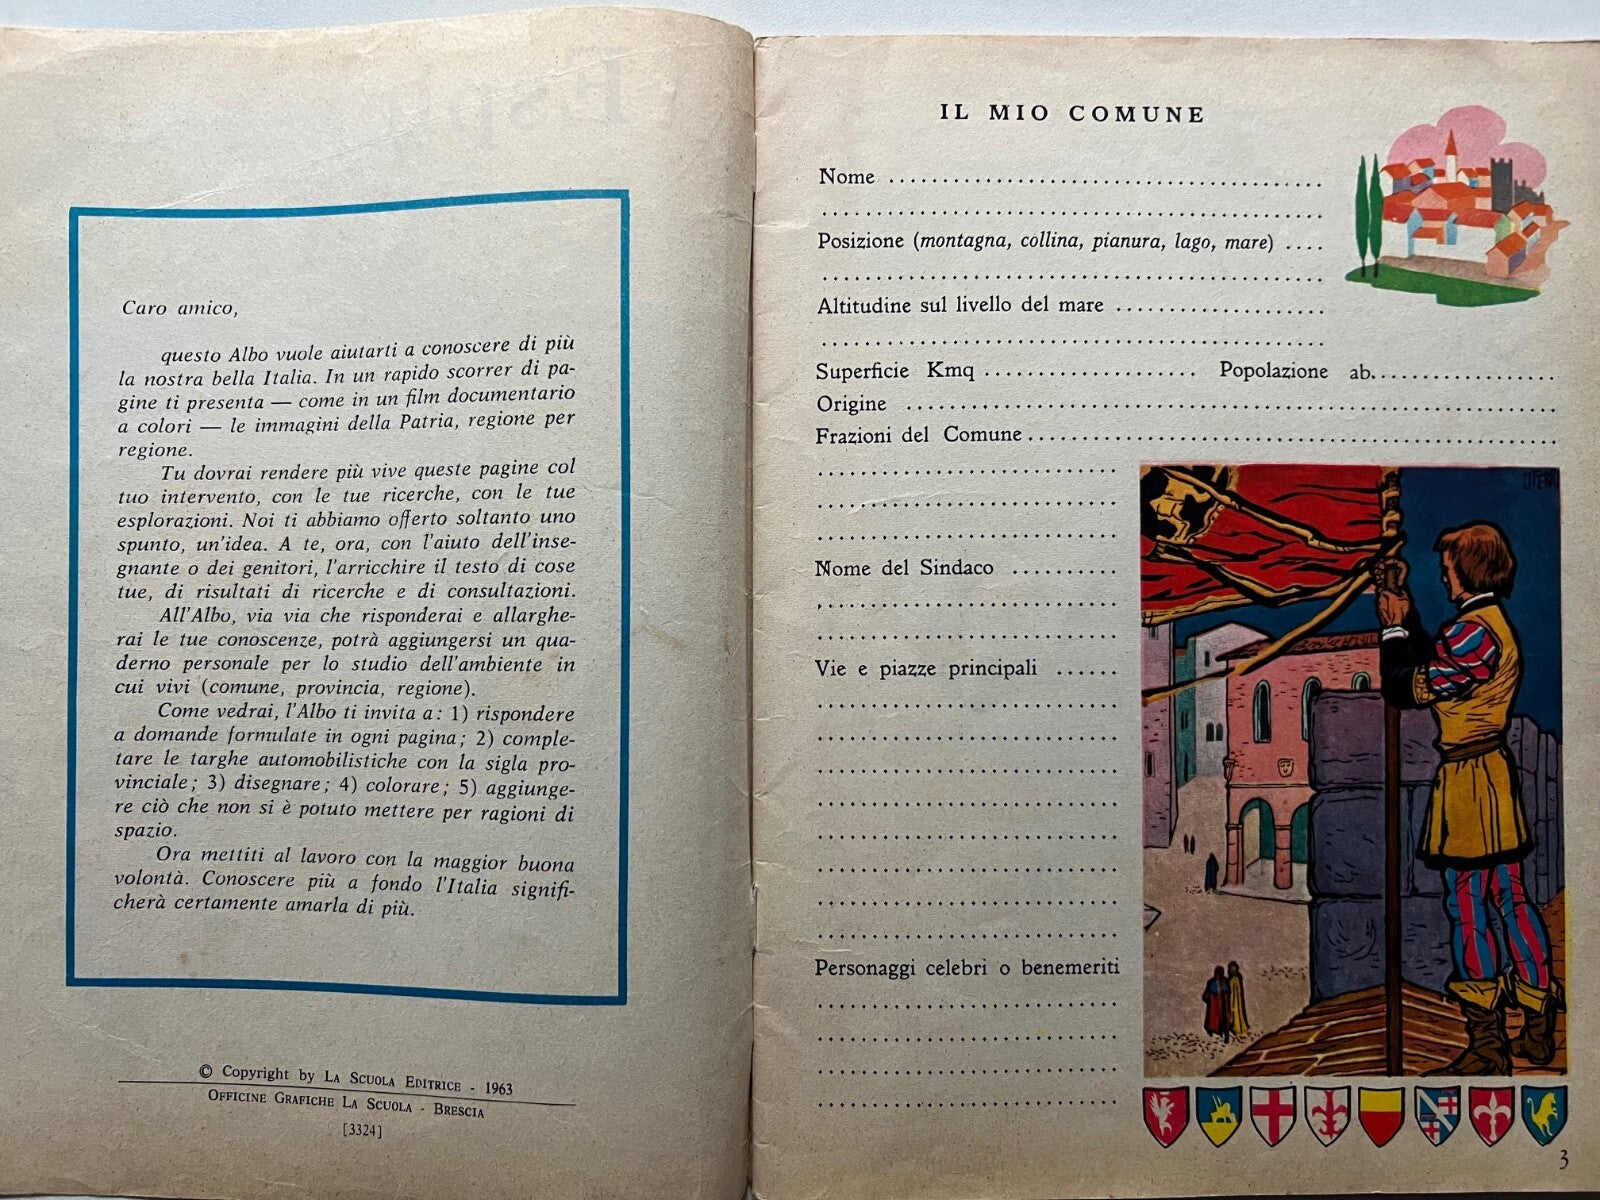 Caro amico,
questo Albo vuole aiutarti a conoscere di più
la nostra bella Italia. In un rapido scorrer di pa-
gine ti presenta — come in un film documentario
a colori — le immagini della Patria, regione per
regione.
Tu dovrai rendere più vive queste pagine col
tuo intervento, con le tue ricerche, con le tue
esplorazioni. Noi ti abbiamo offerto soltanto uno
spunto, un'idea. A te, ora, con l'aiuto dell'inse-
gnante o dei genitori, l'arricchire il testo di cose
tue, di risultati di ricerche e di consultazioni.
All'Albo, via via che risponderai e allarghe-
rai le tue conoscenze, potrà aggiungersi un qua-
derno personale per lo studio dell'ambiente in
cui vivi (comune, provincia, regione).
Come vedrai, l'Albo ti invita a: 1) rispondere
a domande formulate in ogni pagina; 2) comple-
tare le targhe automobilistiche con la sigla pro-
vinciale; 3) disegnare; 4) colorare; 5) aggiunge-
re ciò che non si è potuto mettere per ragioni di
spazio.
Ora mettiti al lavoro con la maggior buona
volontà. Conoscere più a fondo l'Italia signifi-
cherà certamente amarla di più.
© Copyright by La Scuola Editrice - 1963
Officine Grafiche La Scuola - Brescia
[3324]
IL MIO COMUNE
Nome
Posizione (montagna, collina, pianura, lago, mare)
Altitudine sul livello del mare
Superficie Kmq Popolazione ab.
Origine
Frazioni del Comune
Nome del Sindaco
Vie e piazze principali
Personaggi celebri o benemeriti
3